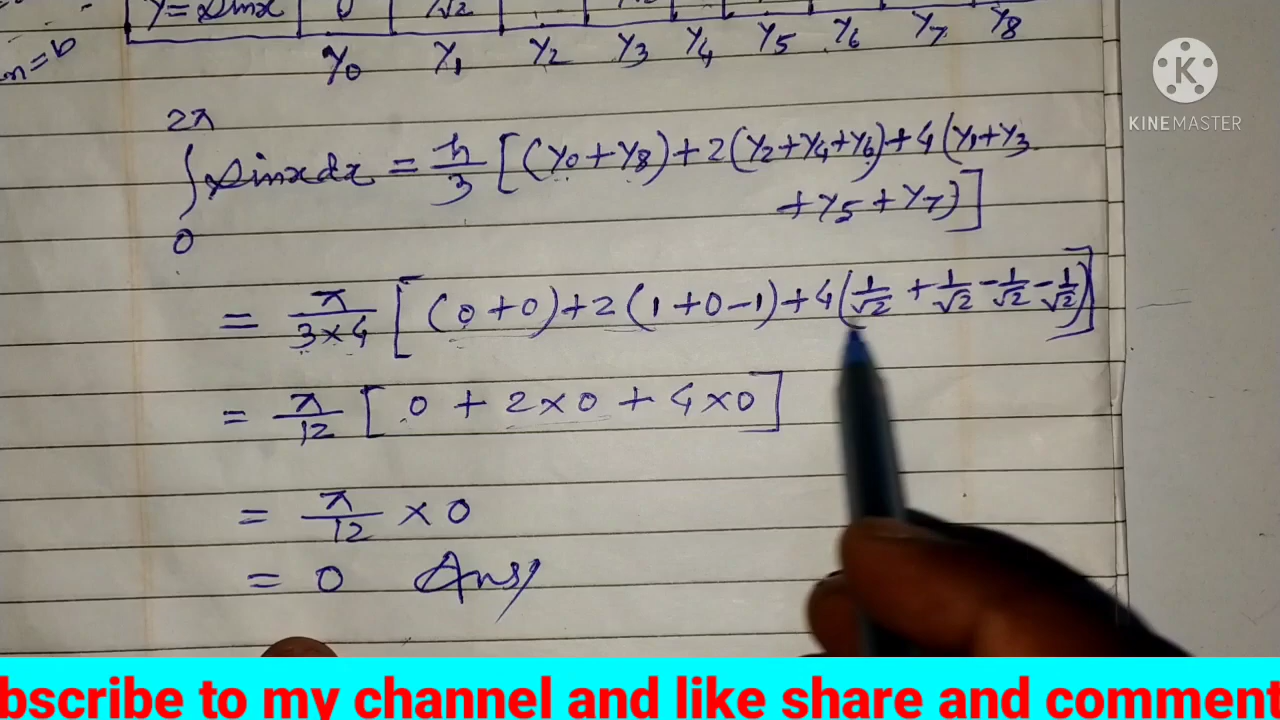 y = sinx 0 1/√2
n=b
y0 y1 y2 y3 y4 y5 y6 y7 y8
K
KINEMASTER
2π
∫ sinx dx = h/3 [(y0+y8)+2(y2+y4+y6)+4(y1+y3
+y5+y7)]
0
= π/3×4 [(0+0)+2(1+0-1)+4(1/√2+1/√2-1/√2-1/√2)]
= π/12 [0+2×0+4×0]
= π/12 ×0
= 0 Ans
bscribe to my channel and like share and comment